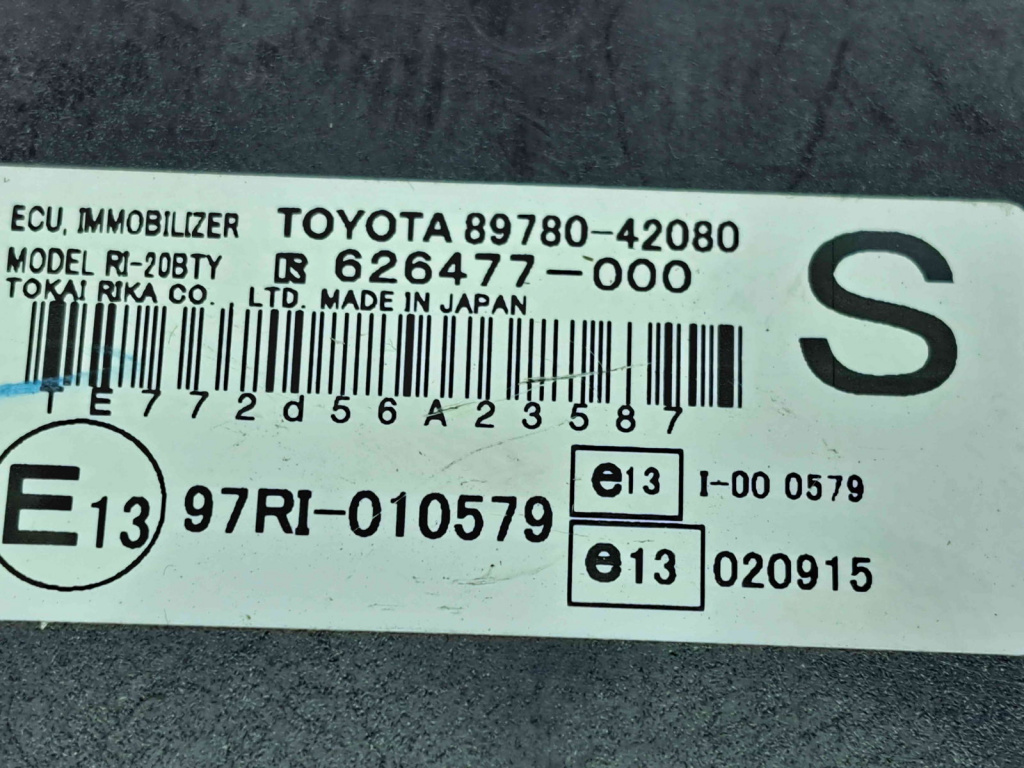 ECU, IMMOBILIZER TOYOTA 89780-42080
MODEL RI-20BTY 626477-000
TOKAI RIKA CO., LTD. MADE IN JAPAN
S
TE772d56A23587
E13 97RI-010579
e13 I-00 0579
e13 020915